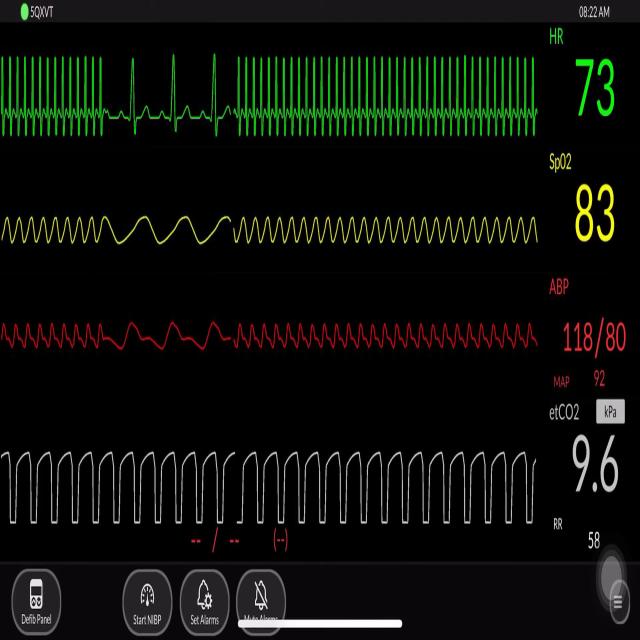 5QXVT
08:22 AM
HR
73
SpO2
83
ABP
118/80
MAP 92
etCO2 kPa
9.6
RR
58
-- / -- (--)
Defib Panel
Start NIBP
Set Alarms
Mute Alarms